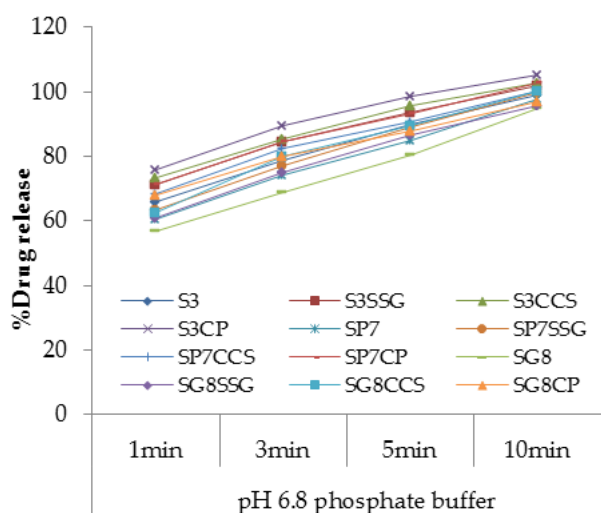 120
100
80
60
40
20
0
%Drug release
S3 S3SSG S3CCS
S3CP SP7 SP7SSG
SP7CCS SP7CP SG8
SG8SSG SG8CCS SG8CP
1min 3min 5min 10min
pH 6.8 phosphate buffer